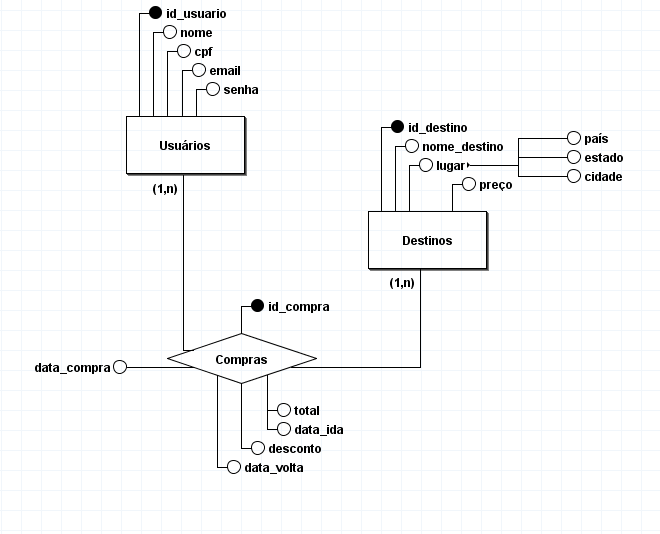 id_usuario
nome
cpf
email
senha
Usuários
(1,n)
id_destino
nome_destino
lugar
preço
país
estado
cidade
Destinos
(1,n)
id_compra
Compras
data_compra
total
data_ida
desconto
data_volta